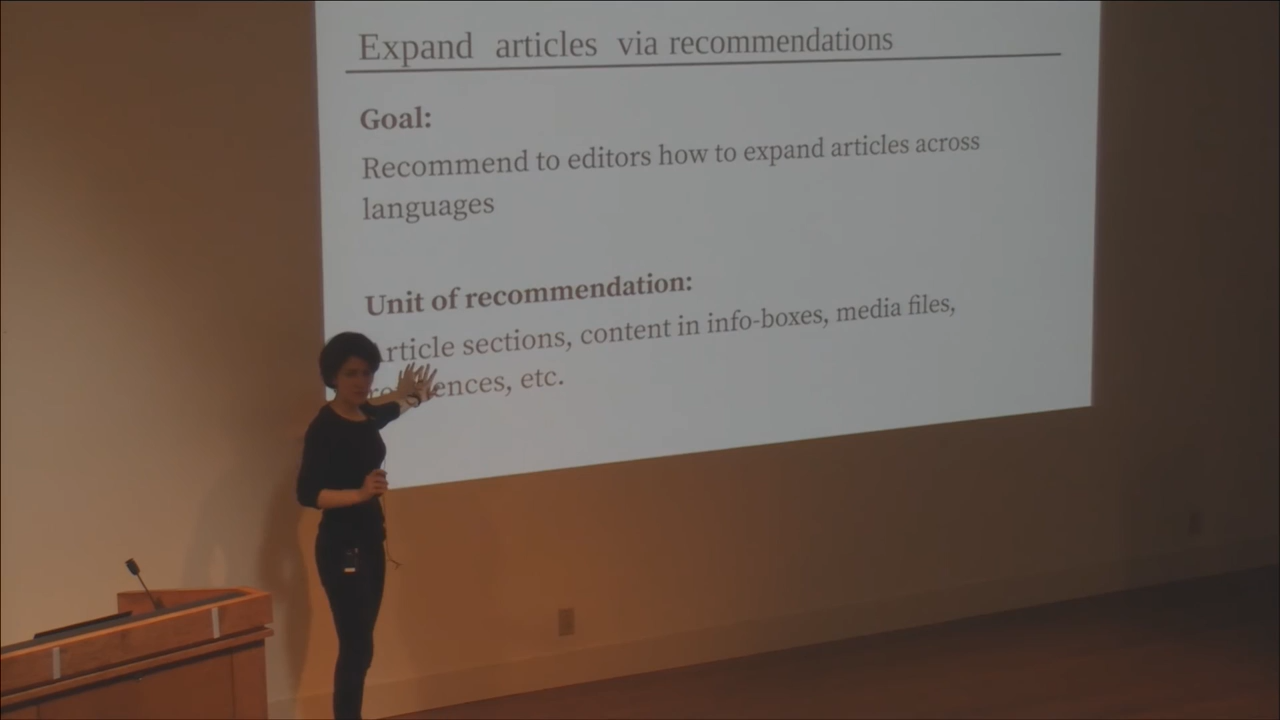 Expand articles via recommendations
Goal:
Recommend to editors how to expand articles across
languages
Unit of recommendation:
Article sections, content in info-boxes, media files,
etc.